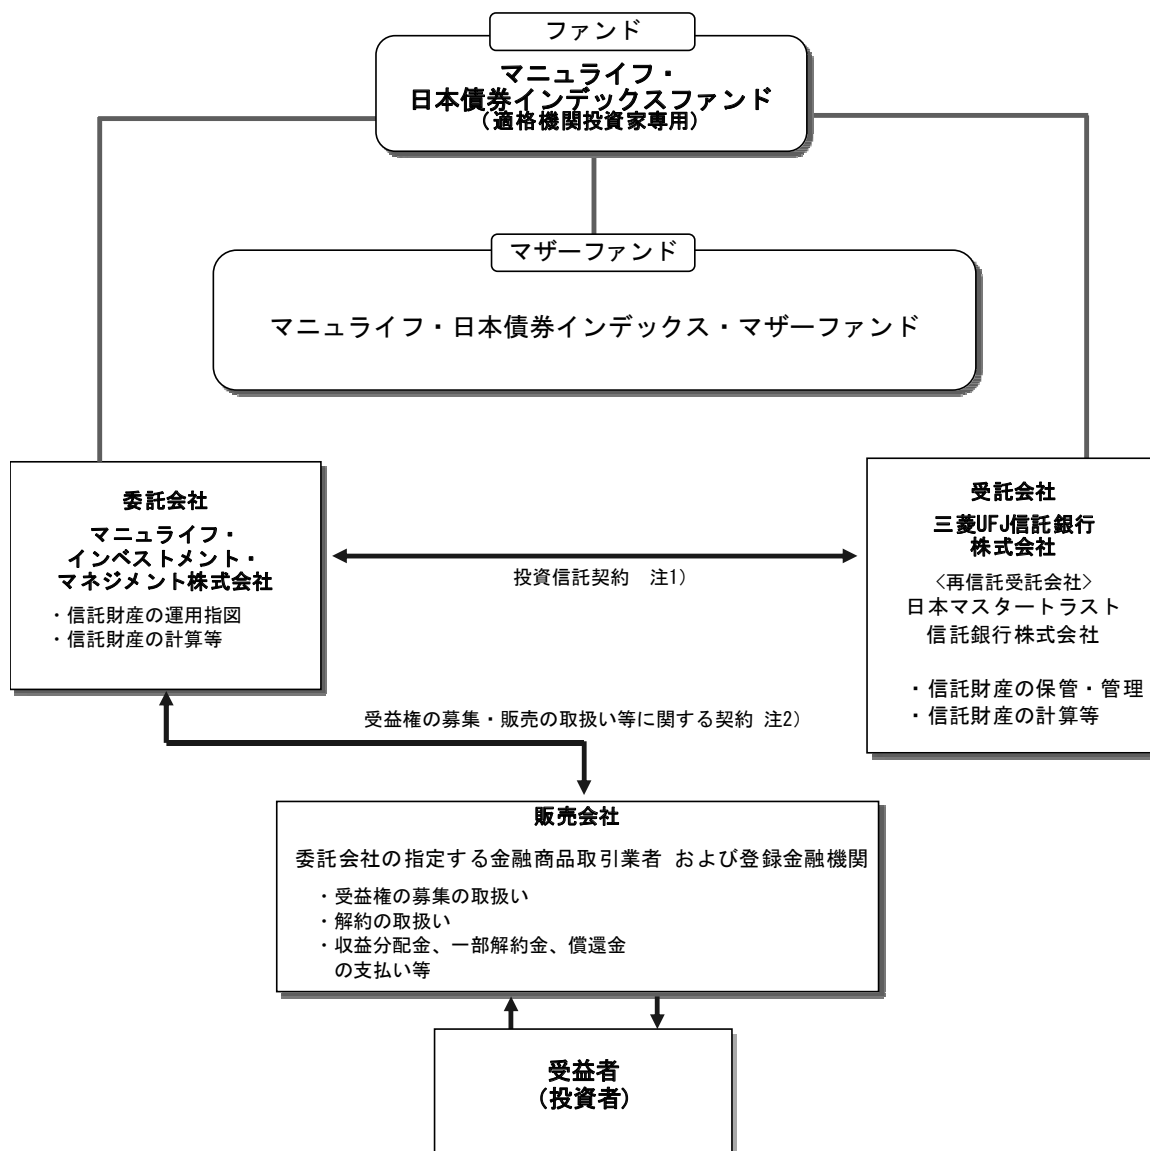 ファンド
マニュライフ・
日本債券インデックスファンド
(適格機関投資家専用)
マザーファンド
マニュライフ・日本債券インデックス・マザーファンド
委託会社
マニュライフ・
インベストメント・
マネジメント株式会社
・信託財産の運用指図
・信託財産の計算等
投資信託契約　注1）
受託会社
三菱UFJ信託銀行
株式会社
<再信託受託会社>
日本マスタートラスト
信託銀行株式会社
・信託財産の保管・管理
・信託財産の計算等
受益権の募集・販売の取扱い等に関する契約 注2）
販売会社
委託会社の指定する金融商品取引業者 および登録金融機関
・受益権の募集の取扱い
・解約の取扱い
・収益分配金、一部解約金、償還金
の支払い等
受益者
（投資者）